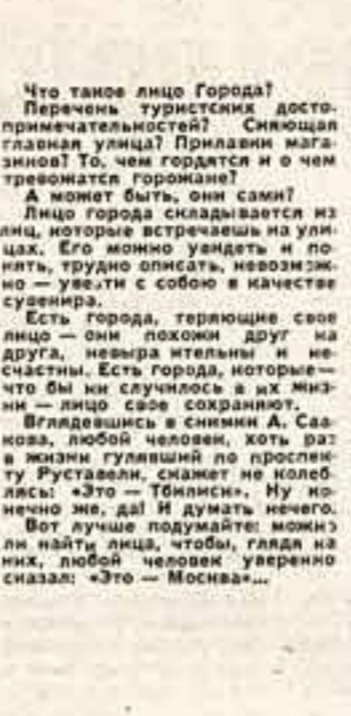 Что такое лицо Города?
Перечень туристских досто-
примечательностей? Сияющая
главная улица? Прилавки мага-
зинов? То, чем гордятся и о чем
тревожатся горожане?
А может быть, они сами?
Лицо города складывается из
лиц, которые встречаешь на ули-
цах. Его можно увидеть и по-
нять, трудно описать, невозмож-
но — увезти с собою в качестве
сувенира.
Есть города, теряющие свое
лицо — они похожи друг на
друга, невыразительны и не-
счастны. Есть города, которые —
что бы ни случилось в их жиз-
ни — лицо свое сохраняют.
Вглядевшись в снимки А. Саа-
кова, любой человек, хоть раз
в жизни гулявший по проспек-
ту Руставели, скажет не колеб-
лясь: «Это — Тбилиси». Ну ко-
нечно же, да! И думать нечего.
Вот лучше подумайте: можно
ли найти лица, чтобы, глядя на
них, любой человек уверенно
сказал: «Это — Москва»...